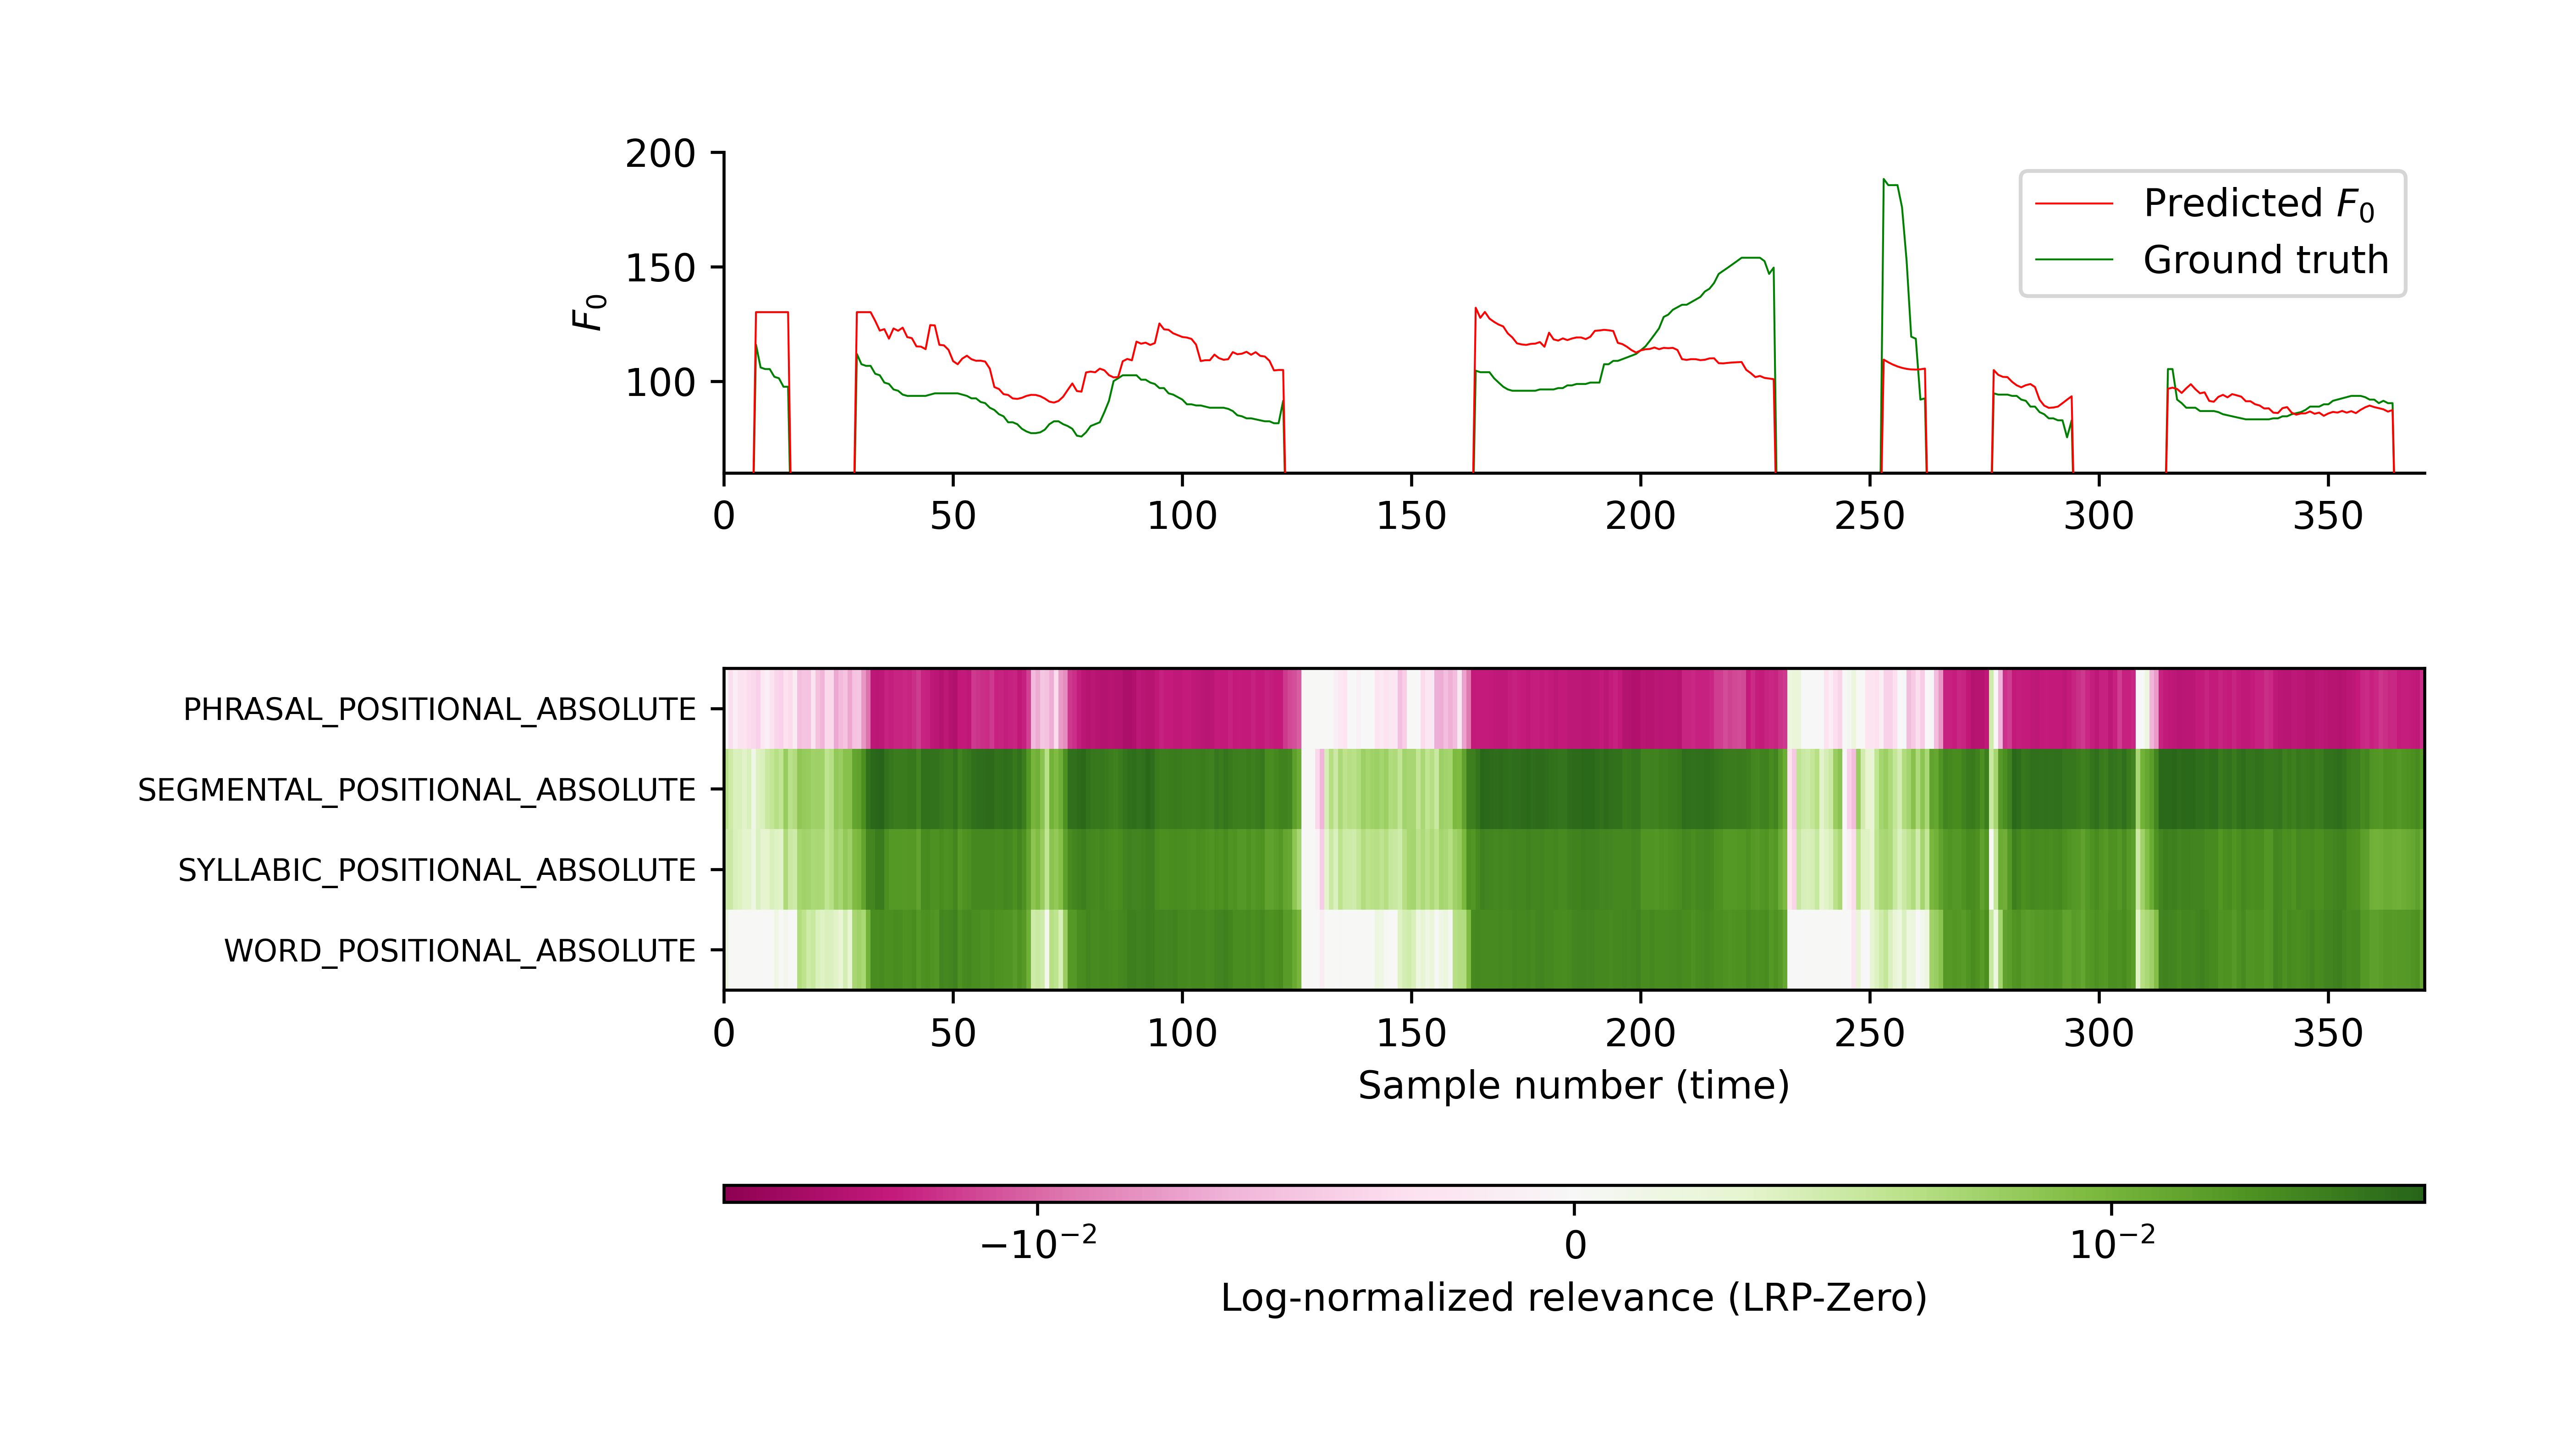 200
150
100
F0
Predicted F0
Ground truth
0 50 100 150 200 250 300 350
PHRASAL_POSITIONAL_ABSOLUTE
SEGMENTAL_POSITIONAL_ABSOLUTE
SYLLABIC_POSITIONAL_ABSOLUTE
WORD_POSITIONAL_ABSOLUTE
0 50 100 150 200 250 300 350
Sample number (time)
−10−2 0 10−2
Log-normalized relevance (LRP-Zero)